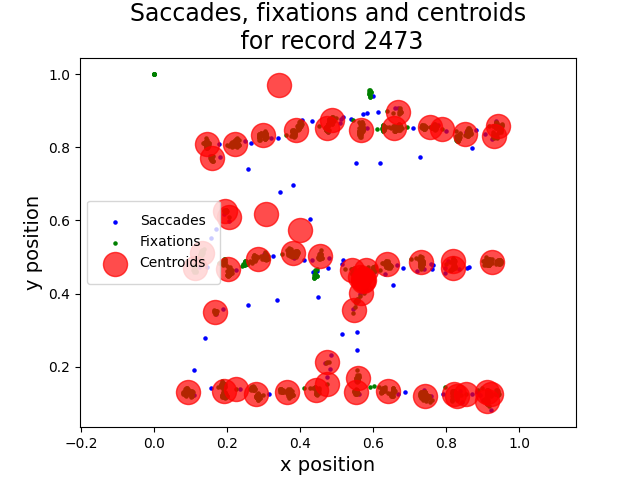 Saccades, fixations and centroids
for record 2473
1.0
0.8
0.6
0.4
0.2
y position
Saccades
Fixations
Centroids
−0.2
0.0
0.2
0.4
0.6
0.8
1.0
x position